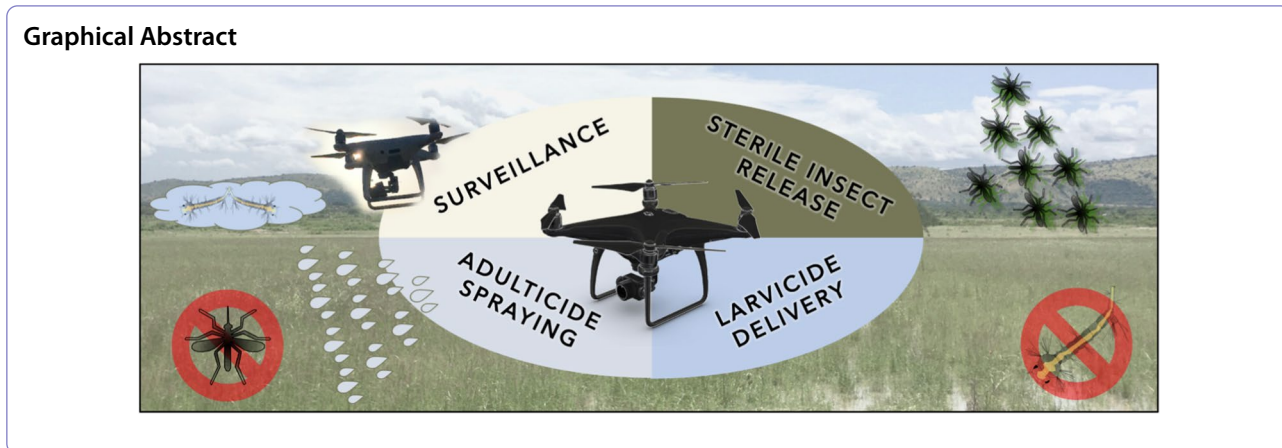 Graphical Abstract
SURVEILLANCE
STERILE INSECT
RELEASE
ADULTICIDE
SPRAYING
LARVICIDE
DELIVERY